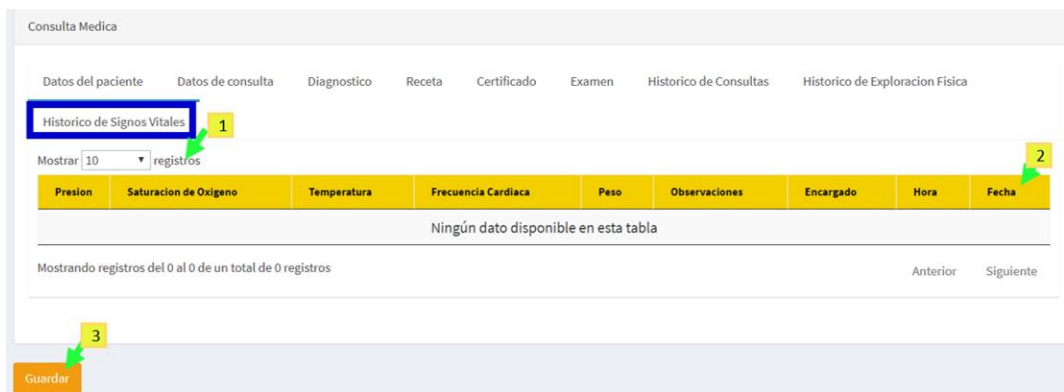 Consulta Medica
Datos del paciente Datos de consulta Diagnostico Receta Certificado Examen Historico de Consultas Historico de Exploracion Fisica
Historico de Signos Vitales 1
Mostrar 10 registros
2
Presion Saturacion de Oxigeno Temperatura Frecuencia Cardiaca Peso Observaciones Encargado Hora Fecha
Ningún dato disponible en esta tabla
Mostrando registros del 0 al 0 de un total de 0 registros Anterior Siguiente
3
Guardar